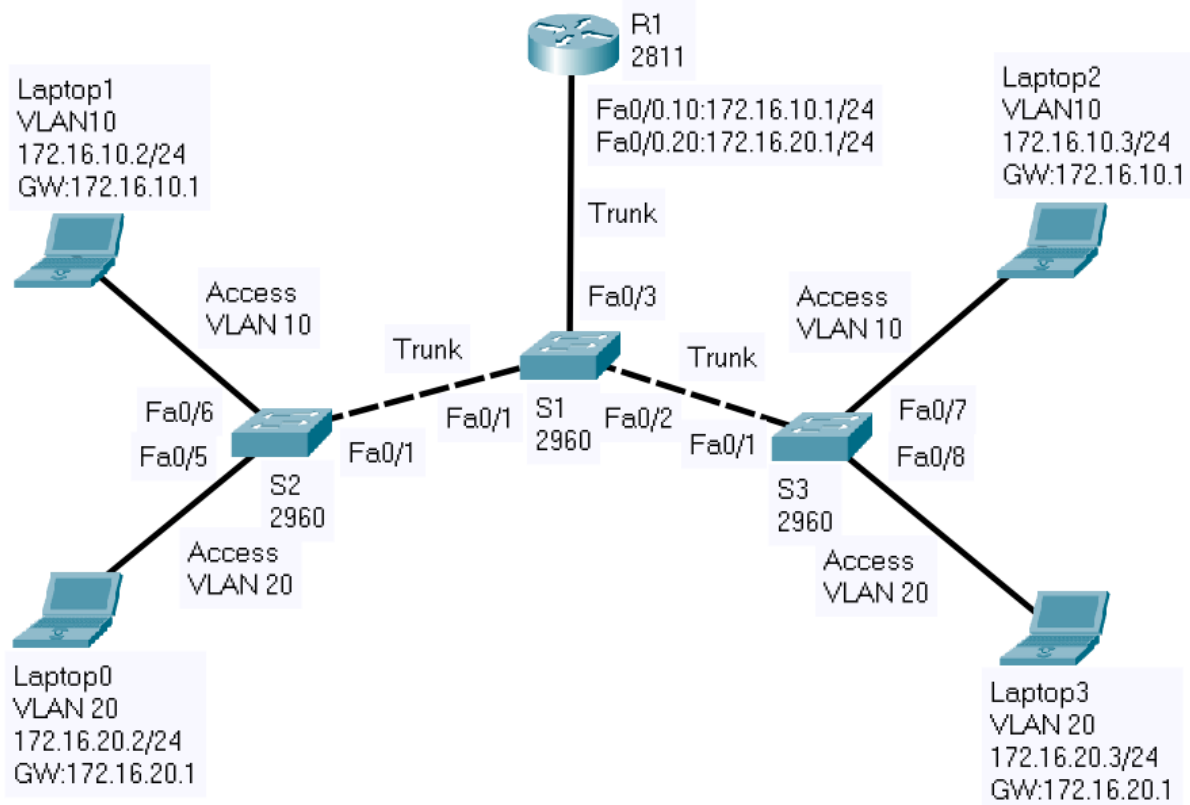 R1
2811
Fa0/0.10:172.16.10.1/24
Fa0/0.20:172.16.20.1/24
Laptop1
VLAN10
172.16.10.2/24
GW:172.16.10.1
Laptop2
VLAN10
172.16.10.3/24
GW:172.16.10.1
Trunk
Access
VLAN 10
Fa0/3
Access
VLAN 10
Trunk
Trunk
Fa0/6
Fa0/5
Fa0/1
Fa0/1
S1
2960
Fa0/2
Fa0/1
Fa0/7
Fa0/8
S2
2960
S3
2960
Access
VLAN 20
Access
VLAN 20
Laptop0
VLAN 20
172.16.20.2/24
GW:172.16.20.1
Laptop3
VLAN 20
172.16.20.3/24
GW:172.16.20.1